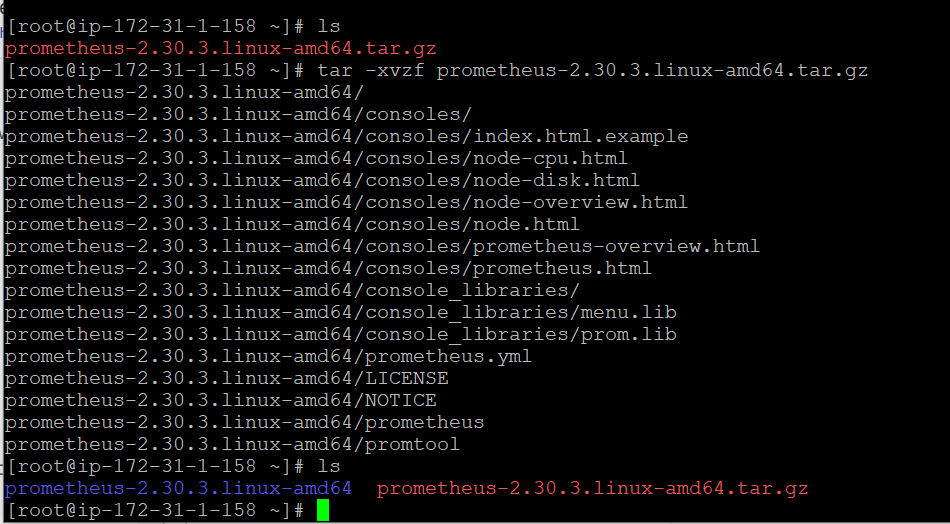 [root@ip-172-31-1-158 ~]# ls
prometheus-2.30.3.linux-amd64.tar.gz
[root@ip-172-31-1-158 ~]# tar -xvzf prometheus-2.30.3.linux-amd64.tar.gz
prometheus-2.30.3.linux-amd64/
prometheus-2.30.3.linux-amd64/consoles/
prometheus-2.30.3.linux-amd64/consoles/index.html.example
prometheus-2.30.3.linux-amd64/consoles/node-cpu.html
prometheus-2.30.3.linux-amd64/consoles/node-disk.html
prometheus-2.30.3.linux-amd64/consoles/node-overview.html
prometheus-2.30.3.linux-amd64/consoles/node.html
prometheus-2.30.3.linux-amd64/consoles/prometheus-overview.html
prometheus-2.30.3.linux-amd64/consoles/prometheus.html
prometheus-2.30.3.linux-amd64/console_libraries/
prometheus-2.30.3.linux-amd64/console_libraries/menu.lib
prometheus-2.30.3.linux-amd64/console_libraries/prom.lib
prometheus-2.30.3.linux-amd64/prometheus.yml
prometheus-2.30.3.linux-amd64/LICENSE
prometheus-2.30.3.linux-amd64/NOTICE
prometheus-2.30.3.linux-amd64/prometheus
prometheus-2.30.3.linux-amd64/promtool
[root@ip-172-31-1-158 ~]# ls
prometheus-2.30.3.linux-amd64  prometheus-2.30.3.linux-amd64.tar.gz
[root@ip-172-31-1-158 ~]#